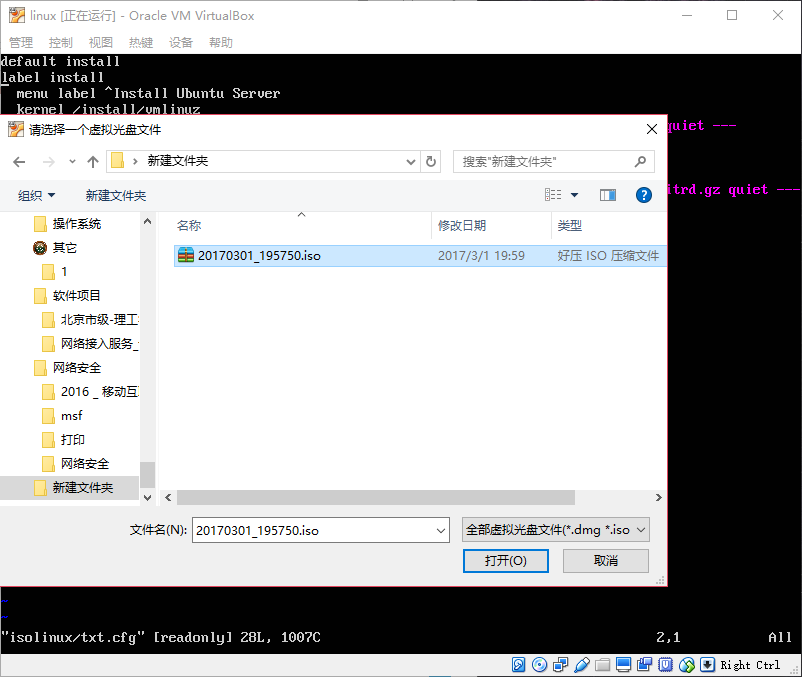 linux [正在运行] - Oracle VM VirtualBox
管理 控制 视图 热键 设备 帮助
default install
label install
menu label ^Install Ubuntu Server
kernel /install/vmlinuz
quiet ---
请选择一个虚拟光盘文件
新建文件夹
搜索"新建文件夹"
组织 新建文件夹
itrd.gz quiet ---
名称 修改日期 类型
操作系统
其它
1
软件项目
北京市级-理工
网络接入服务_
网络安全
2016 _ 移动互
msf
打印
网络安全
新建文件夹
20170301_195750.iso 2017/3/1 19:59 好压 ISO 压缩文件
文件名(N): 20170301_195750.iso
全部虚拟光盘文件(*.dmg *.iso
打开(O) 取消
~
~
"isolinux/txt.cfg" [readonly] 28L, 1007C 2,1 All
Right Ctrl